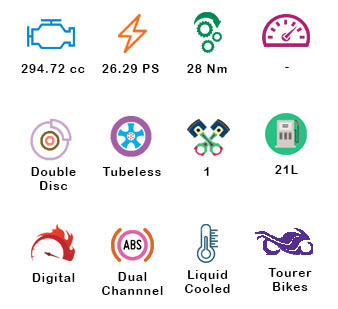 294.72 cc
26.29 PS
28 Nm
-
Double
Disc
Tubeless
1
21L
Digital
ABS
Dual
Channnel
Liquid
Cooled
Tourer
Bikes